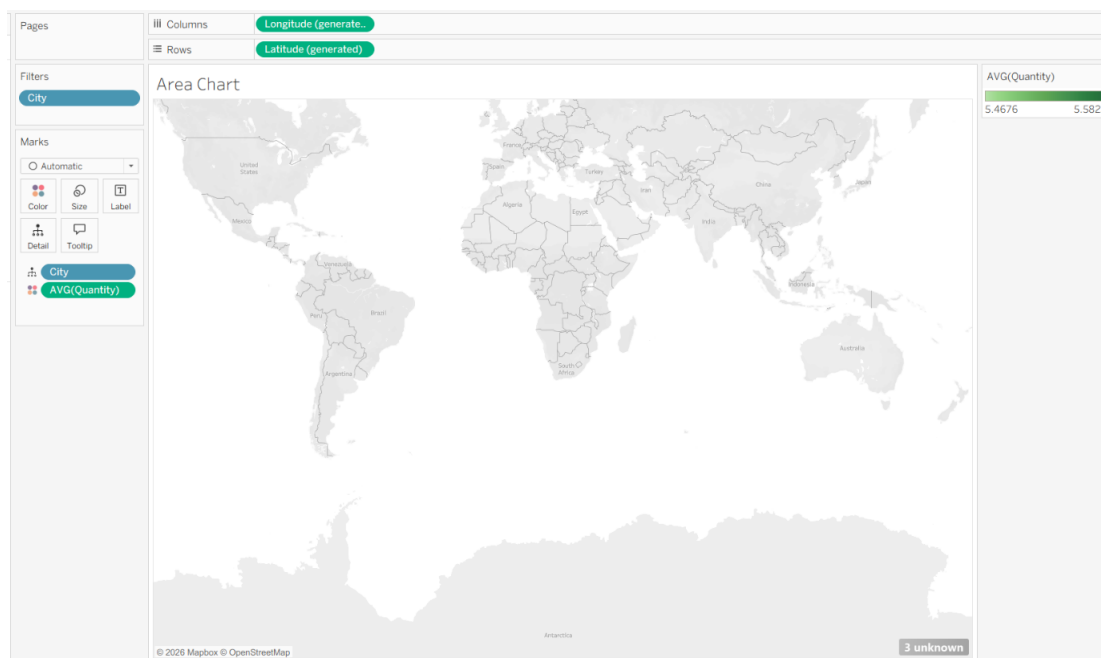 Pages
Columns
Longitude (generate..
Rows
Latitude (generated)
Filters
City
Marks
Automatic
Color
Size
Label
Detail
Tooltip
City
AVG(Quantity)
Area Chart
United
States
Mexico
Venezuela
Peru
Brazil
Argentina
France
Spain
Turkey
Algeria
Egypt
Iran
China
Japan
India
Indonesia
South
Africa
Australia
Antarctica
© 2026 Mapbox © OpenStreetMap
3 unknown
AVG(Quantity)
5.4676
5.582